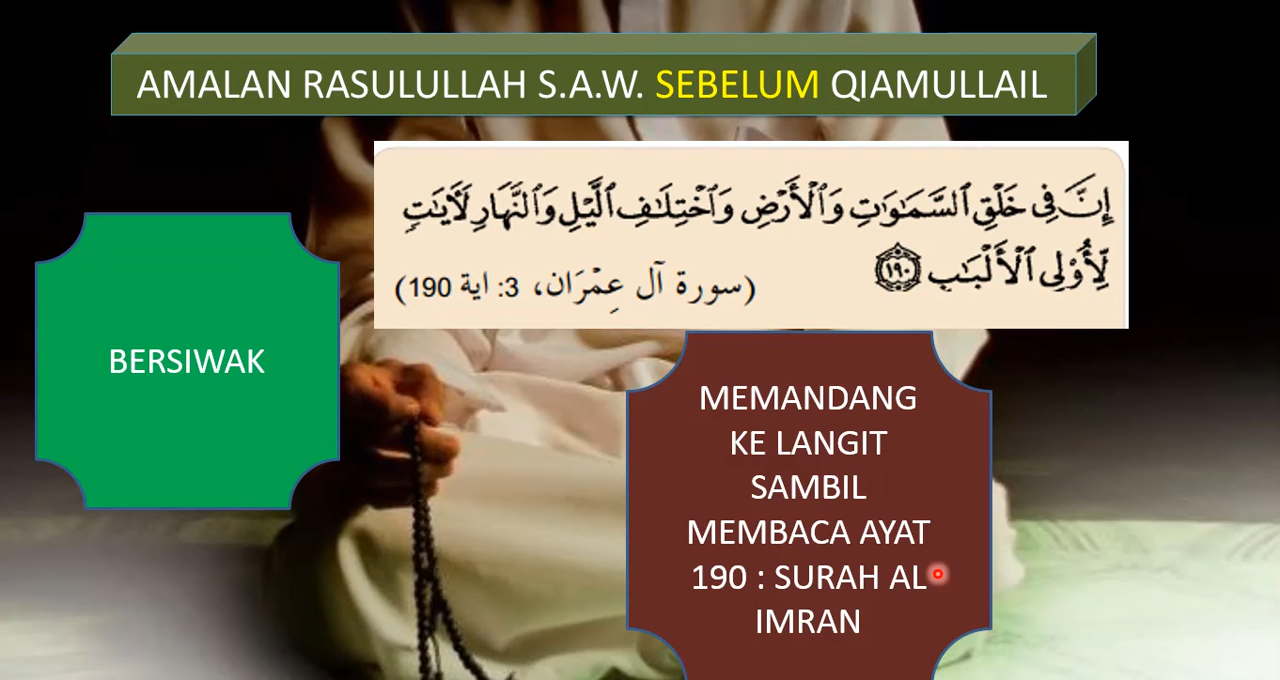 AMALAN RASULULLAH S.A.W. SEBELUM QIAMULLAIL
إِنَّ فِى خَلْقِ ٱلسَّمَـٰوَٰتِ وَٱلْأَرْضِ وَٱخْتِلَـٰفِ ٱلَّيْلِ وَٱلنَّهَارِ لَـَٔايَـٰتٍ
لِّأُو۟لِى ٱلْأَلْبَـٰبِ ١٩٠
(سورة آل عِمْرَان، 3: اية 190)
BERSIWAK
MEMANDANG
KE LANGIT
SAMBIL
MEMBACA AYAT
190 : SURAH AL
IMRAN